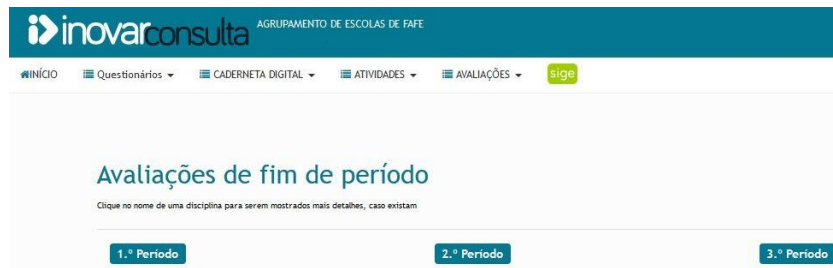 inovarconsulta AGRUPAMENTO DE ESCOLAS DE FAFE
INÍCIO Questionários CADERNETA DIGITAL ATIVIDADES AVALIAÇÕES sige
Avaliações de fim de período
Clique no nome de uma disciplina para serem mostrados mais detalhes, caso existam
1.º Período 2.º Período 3.º Período